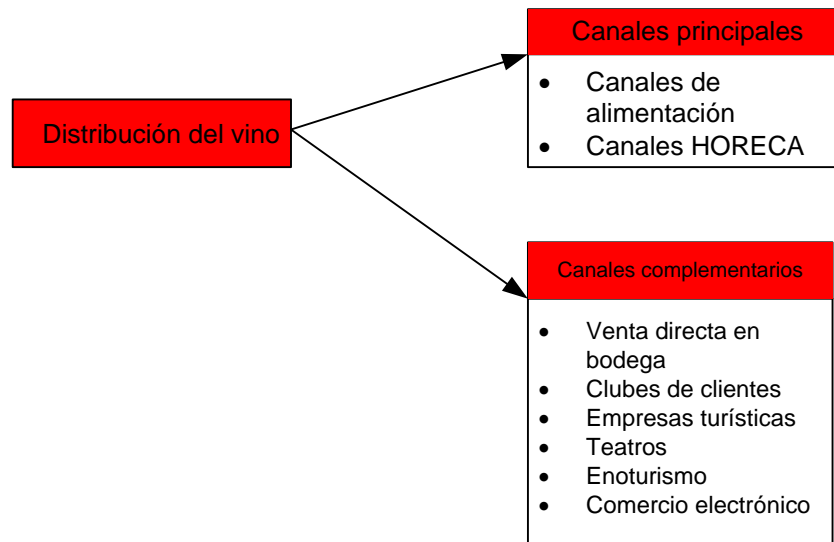 Distribución del vino
Canales principales
• Canales de
alimentación
• Canales HORECA
Canales complementarios
• Venta directa en
bodega
• Clubes de clientes
• Empresas turísticas
• Teatros
• Enoturismo
• Comercio electrónico